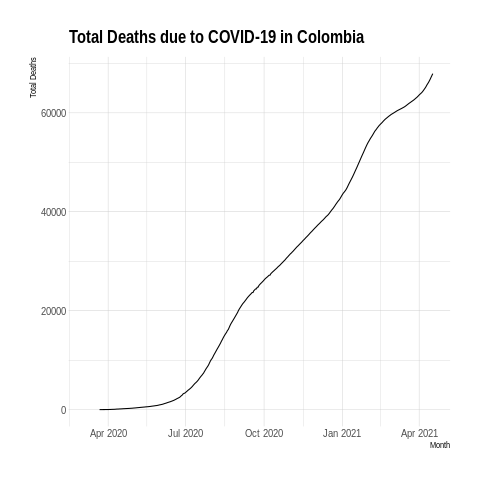 Total Deaths due to COVID-19 in Colombia
Total Deaths
60000
40000
20000
0
Apr 2020 Jul 2020 Oct 2020 Jan 2021 Apr 2021
Month